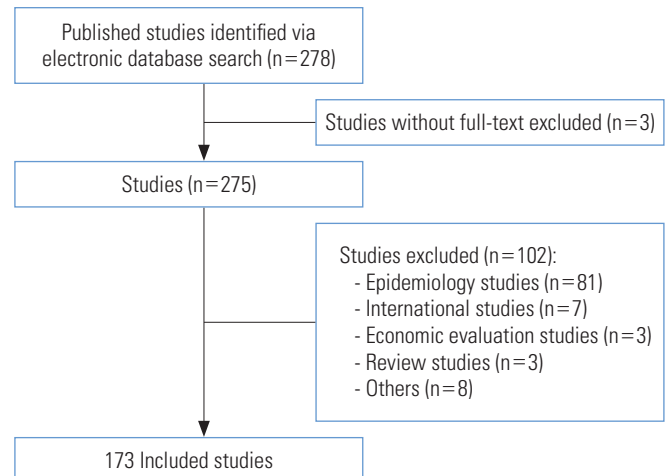 Published studies identified via
electronic database search (n=278)
Studies without full-text excluded (n=3)
Studies (n=275)
Studies excluded (n=102):
- Epidemiology studies (n=81)
- International studies (n=7)
- Economic evaluation studies (n=3)
- Review studies (n=3)
- Others (n=8)
173 Included studies